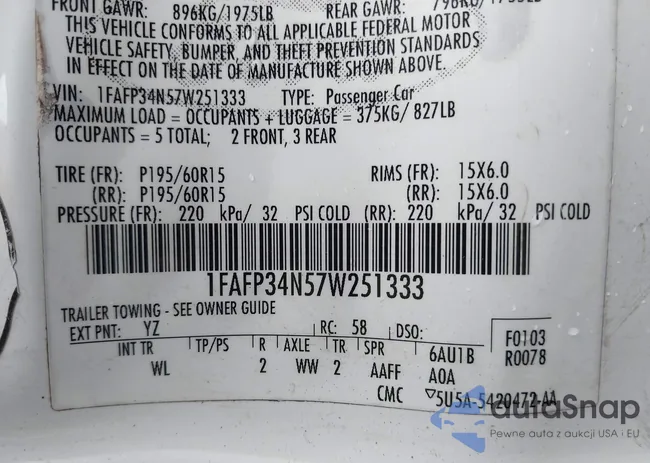 FRONT GAWR: 896KG/1975LB REAR GAWR:
THIS VEHICLE CONFORMS TO ALL APPLICABLE FEDERAL MOTOR
VEHICLE SAFETY, BUMPER, AND THEFT PREVENTION STANDARDS
IN EFFECT ON THE DATE OF MANUFACTURE SHOWN ABOVE.
VIN: 1FAFP34N57W251333 TYPE: Passenger Car
MAXIMUM LOAD = OCCUPANTS + LUGGAGE = 375KG/ 827LB
OCCUPANTS = 5 TOTAL; 2 FRONT, 3 REAR
TIRE (FR): P195/60R15 RIMS (FR): 15X6.0
(RR): P195/60R15 (RR): 15X6.0
PRESSURE (FR): 220 kPa/ 32 PSI COLD (RR): 220 kPa/ 32 PSI COLD
1FAFP34N57W251333
TRAILER TOWING - SEE OWNER GUIDE
EXT PNT: YZ RC: 58 DSO: F0103
INT TR TP/PS R AXLE TR SPR 6AU1B R0078
WL 2 WW 2 AAFF A0A
CMC ▽5U5A-5420472-AA
autoSnap
Pewne auta z aukcji USA i EU